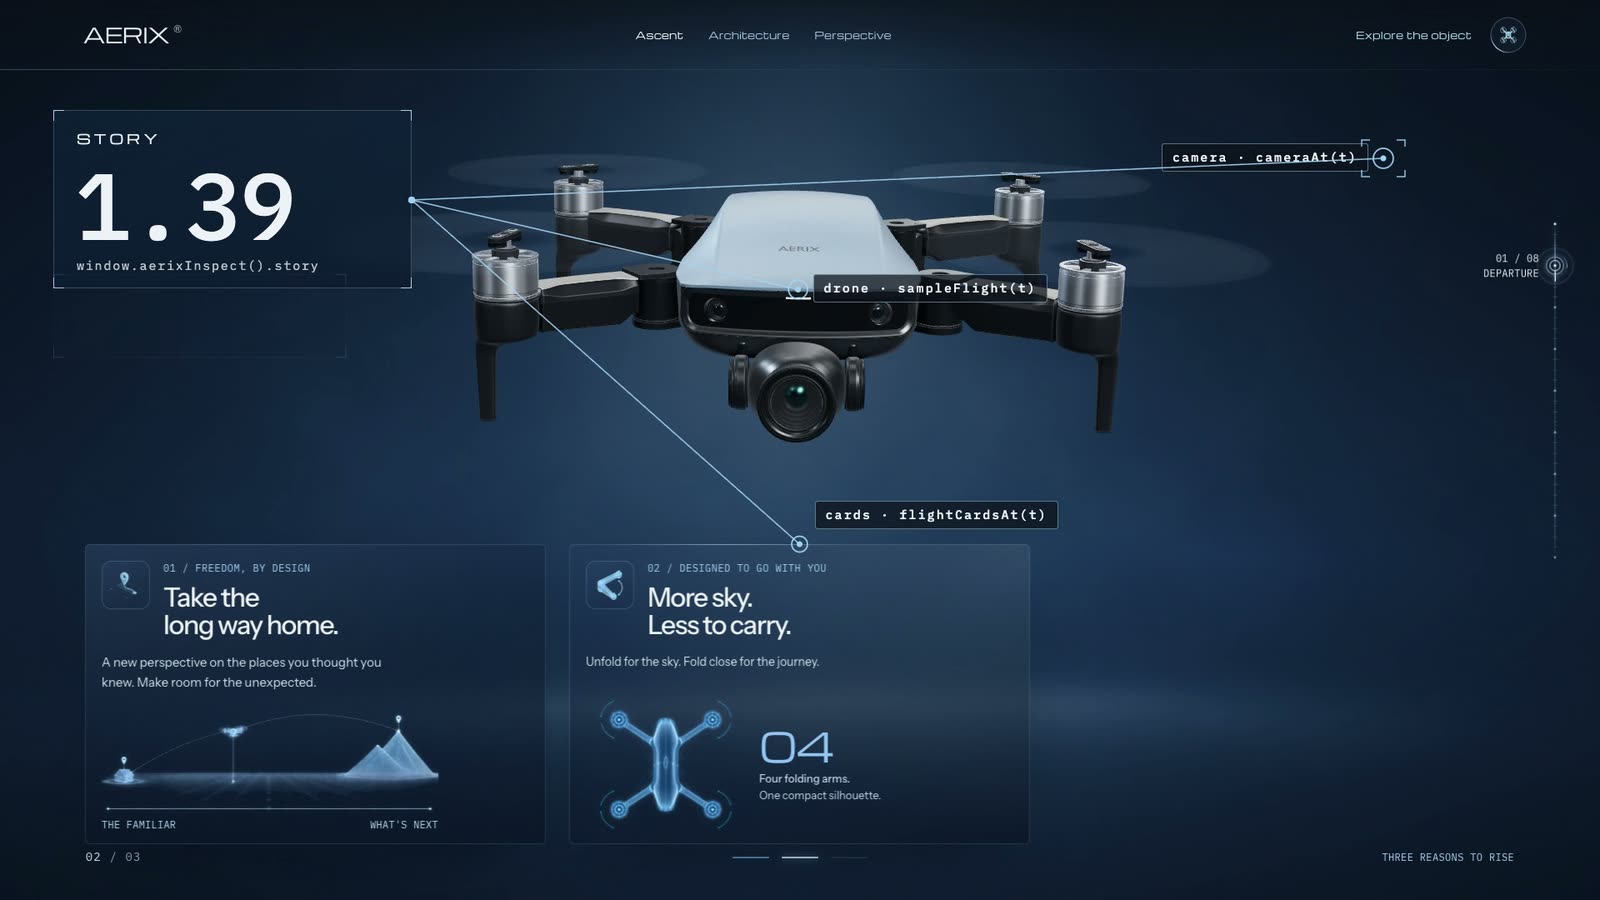 AERIX ®
Ascent
Architecture
Perspective
Explore the object
STORY
1.39
window.aerixInspect().story
camera · cameraAt(t)
AERIX
drone · sampleFlight(t)
01 / 08
DEPARTURE
cards · flightCardsAt(t)
01 / FREEDOM, BY DESIGN
Take the
long way home.
A new perspective on the places you thought you
knew. Make room for the unexpected.
THE FAMILIAR
WHAT'S NEXT
02 / DESIGNED TO GO WITH YOU
More sky.
Less to carry.
Unfold for the sky. Fold close for the journey.
04
Four folding arms.
One compact silhouette.
02 / 03
THREE REASONS TO RISE